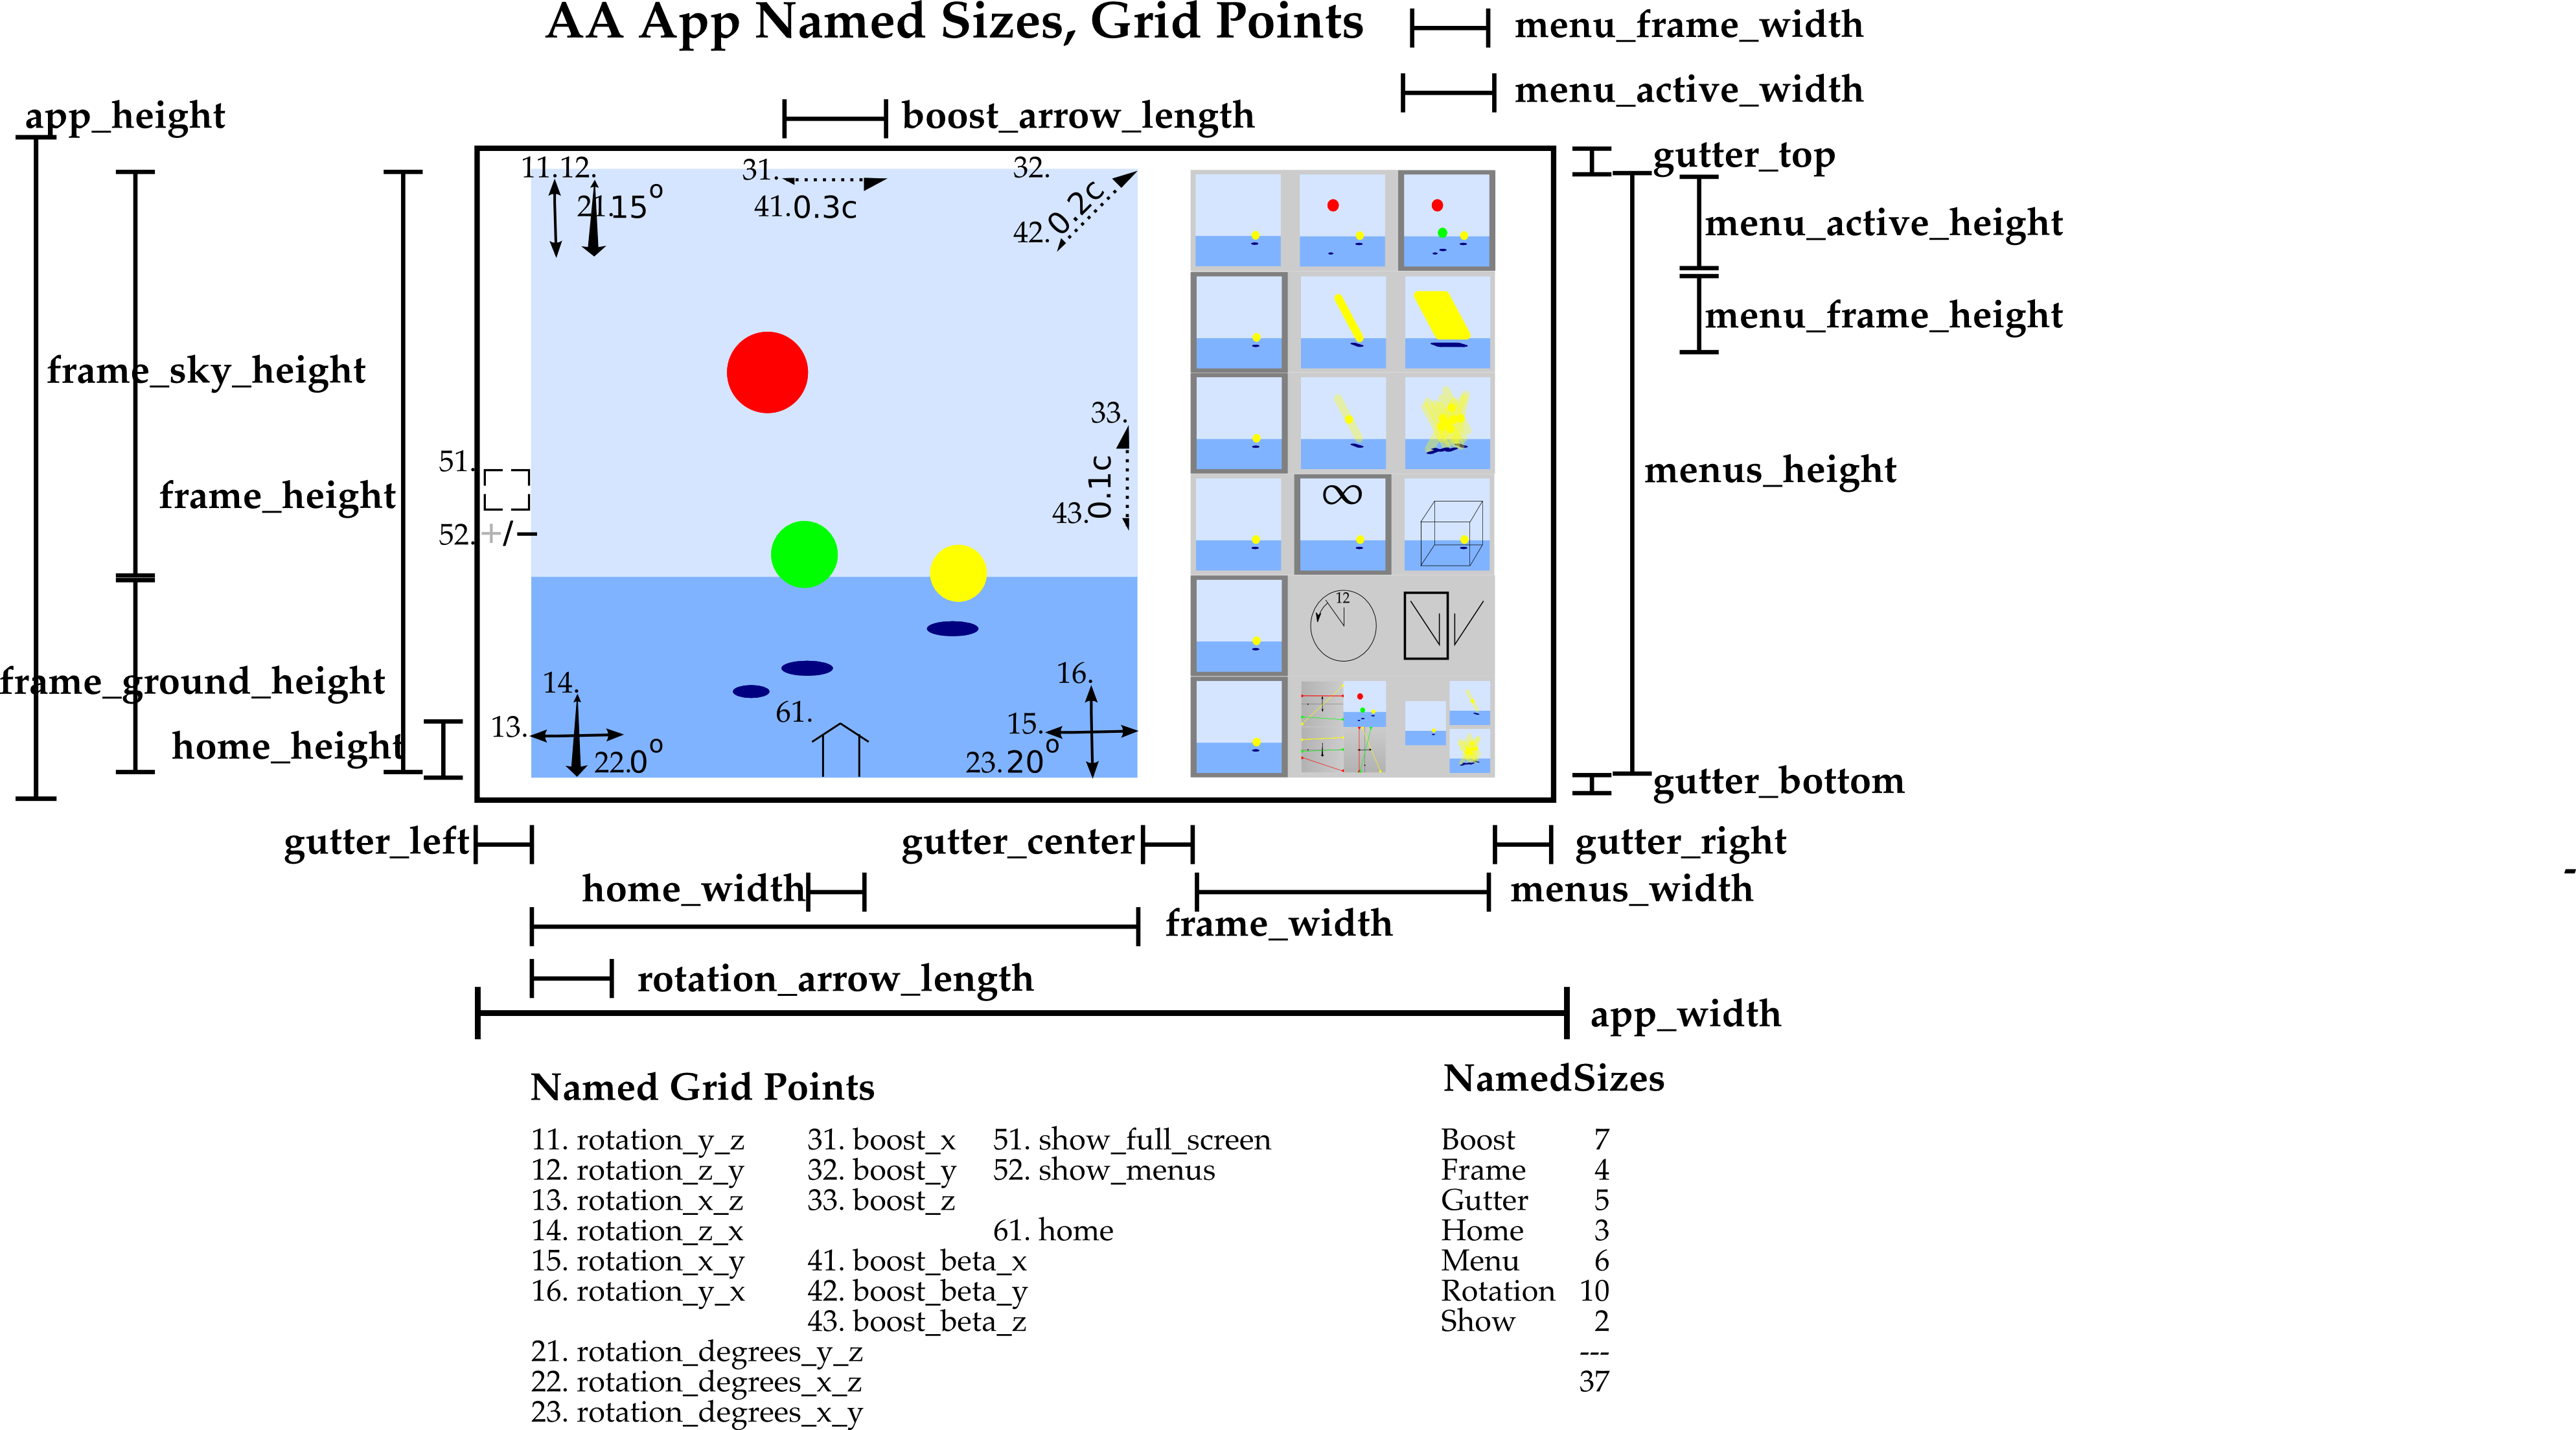 AA App Named Sizes, Grid Points
menu_frame_width
menu_active_width
app_height
boost_arrow_length
gutter_top
11.12.
31.
32.
21.15°
41.0.3c
42.0.2c
menu_active_height
menu_frame_height
frame_sky_height
33.
0.1c
43.
51.
frame_height
52.+/−
menus_height
∞
12
frame_ground_height
14.
16.
61.
13.
15.
home_height
22.0°
23.20°
gutter_bottom
gutter_left
gutter_center
gutter_right
home_width
menus_width
frame_width
rotation_arrow_length
app_width
-
Named Grid Points
11. rotation_y_z
12. rotation_z_y
13. rotation_x_z
14. rotation_z_x
15. rotation_x_y
16. rotation_y_x
21. rotation_degrees_y_z
22. rotation_degrees_x_z
23. rotation_degrees_x_y
31. boost_x
32. boost_y
33. boost_z
41. boost_beta_x
42. boost_beta_y
43. boost_beta_z
51. show_full_screen
52. show_menus
61. home
NamedSizes
Boost 7
Frame 4
Gutter 5
Home 3
Menu 6
Rotation 10
Show 2
---
37